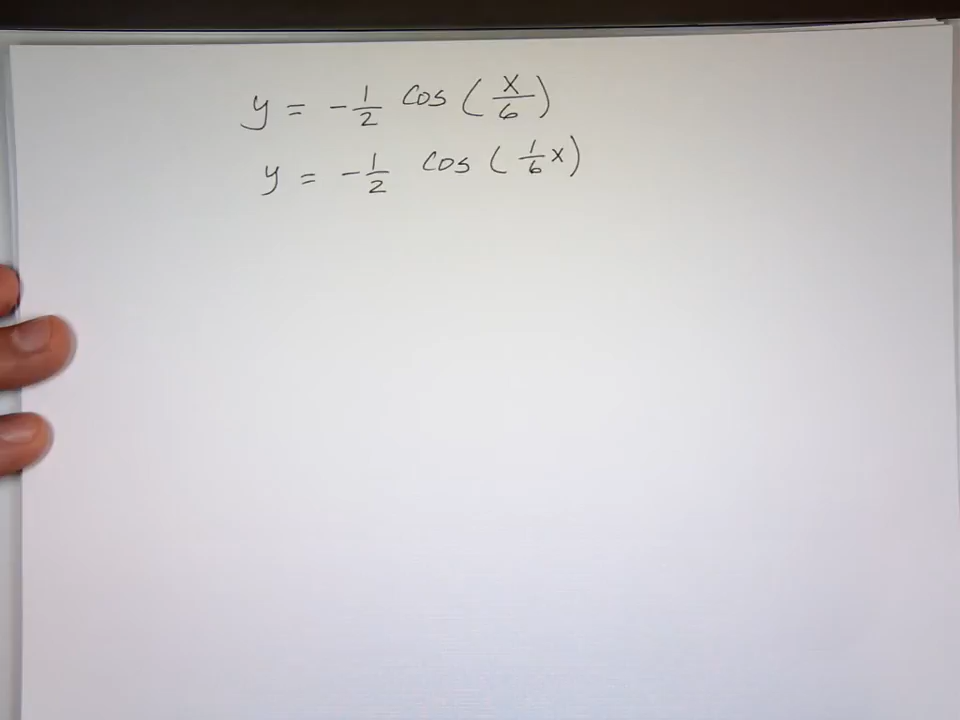 y = -1/2 cos (x/6)
y = -1/2 cos (1/6 x)